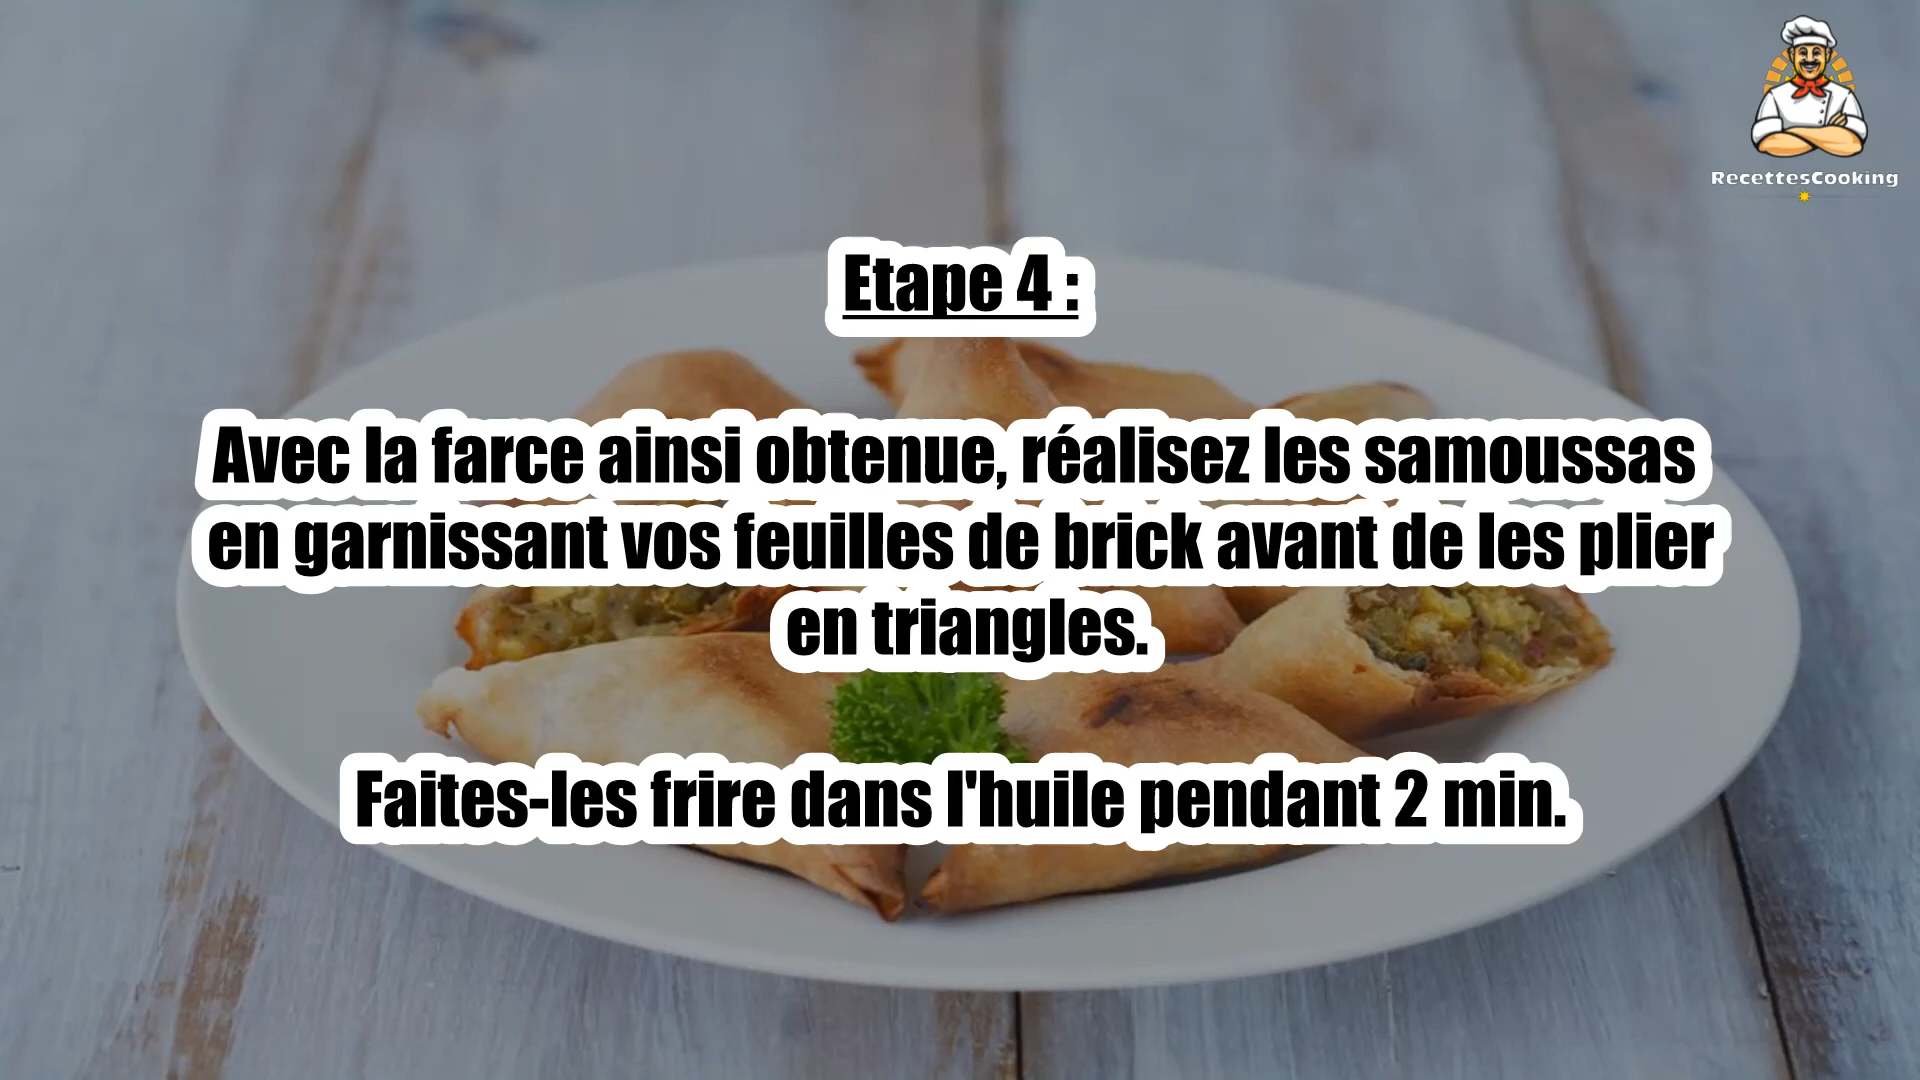 RecettesCooking
Etape 4 :
Avec la farce ainsi obtenue, réalisez les samoussas
en garnissant vos feuilles de brick avant de les plier
en triangles.
Faites-les frire dans l'huile pendant 2 min.